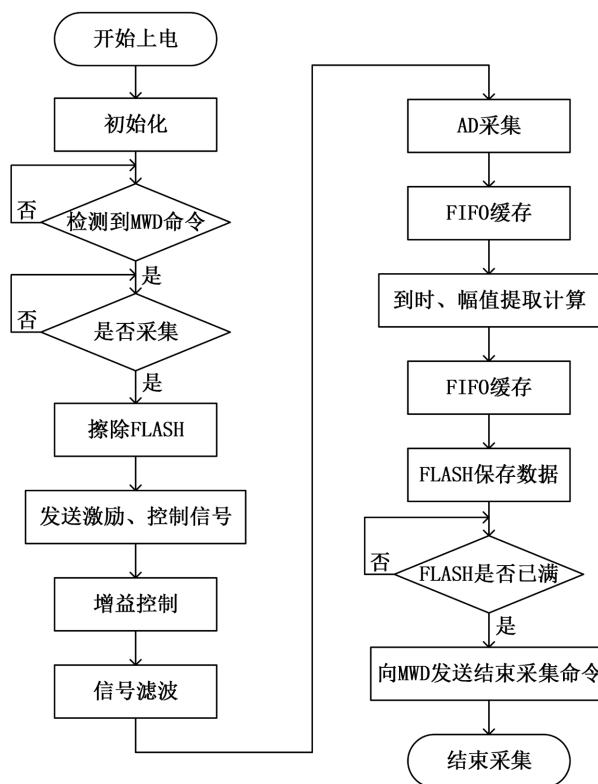 开始上电
初始化
否
检测到MWD命令
是
否
是否采集
是
擦除FLASH
发送激励、控制信号
增益控制
信号滤波
AD采集
FIFO缓存
到时、幅值提取计算
FIFO缓存
FLASH保存数据
否
FLASH是否已满
是
向MWD发送结束采集命令
结束采集